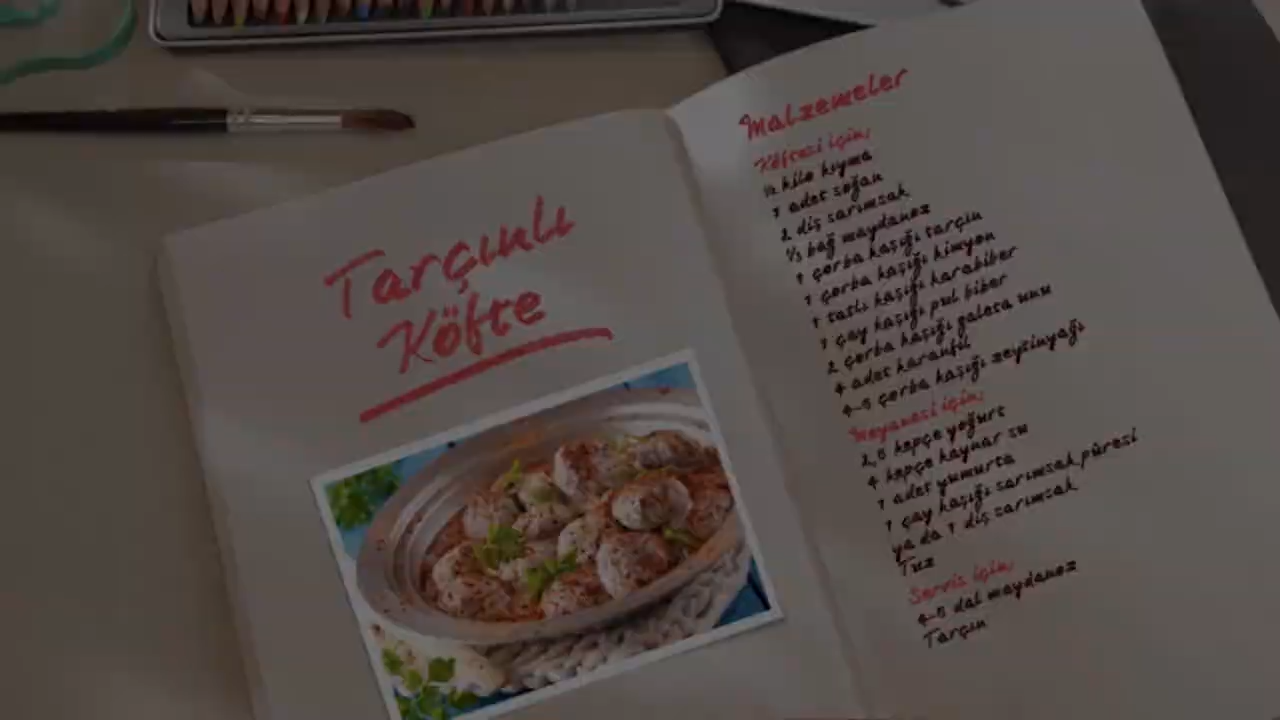 Tarçınlı
Köfte
Malzemeler
Köftesi için;
½ kilo kıyma
1 adet soğan
2 diş sarımsak
⅓ bağ maydanoz
1 çorba kaşığı tarçın
1 çorba kaşığı kimyon
1 tatlı kaşığı karabiber
1 çay kaşığı pul biber
2 çorba kaşığı galeta unu
4 adet karanfil
4-5 çorba kaşığı zeytinyağı
Meyanesi için;
2,5 kepçe yoğurt
4 kepçe kaynar su
1 adet yumurta
1 çay kaşığı sarımsak püresi
ya da 1 diş sarımsak
Tuz
Servis için;
4-5 dal maydanoz
Tarçın